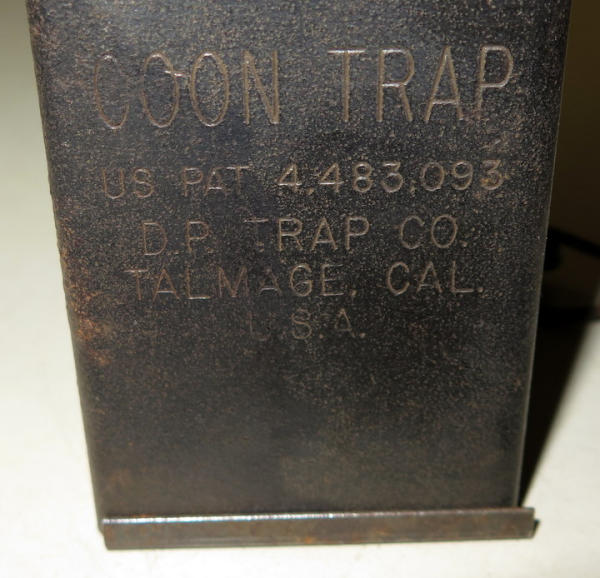 COON TRAP
US PAT 4,483,093
D.P. TRAP CO.
TALMAGE, CAL.
U.S.A.